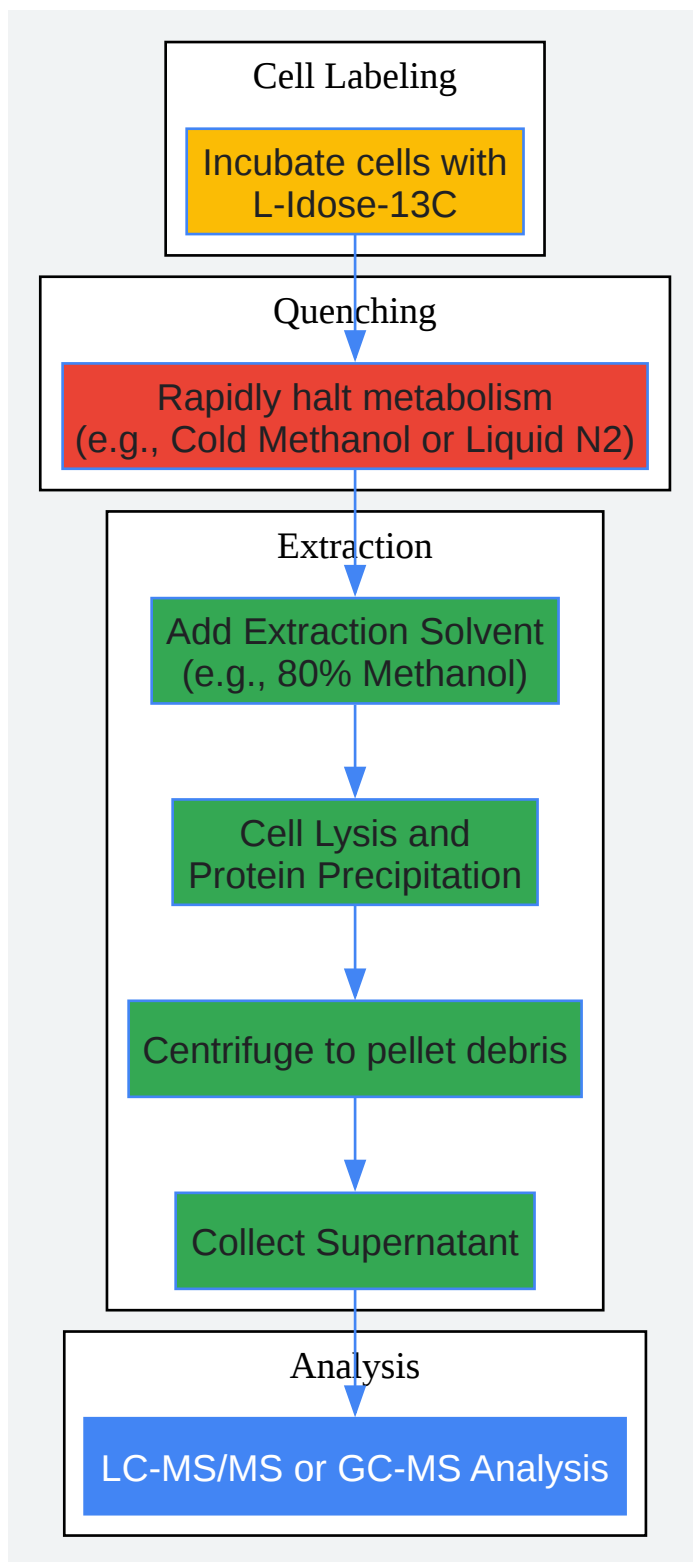 Cell Labeling
Incubate cells with
L-Idose-13C
Quenching
Rapidly halt metabolism
(e.g., Cold Methanol or Liquid N2)
Extraction
Add Extraction Solvent
(e.g., 80% Methanol)
Cell Lysis and
Protein Precipitation
Centrifuge to pellet debris
Collect Supernatant
Analysis
LC-MS/MS or GC-MS Analysis